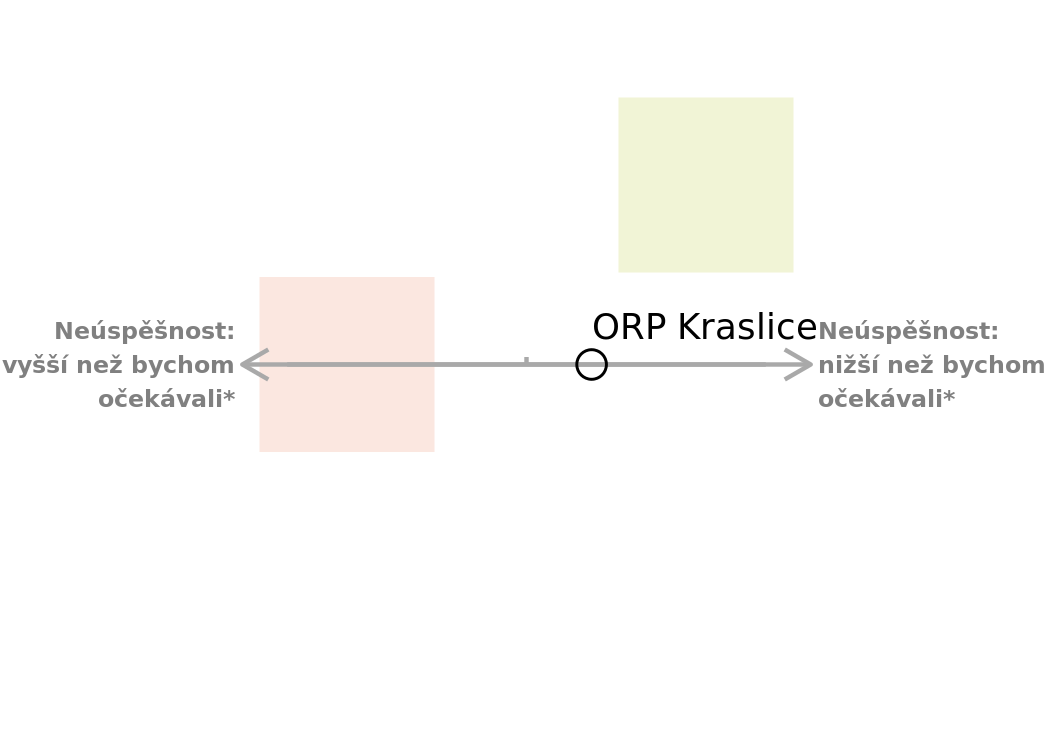 ORP Kraslice
Neúspěšnost:
vyšší než bychom
očekávali*
Neúspěšnost:
nižší než bychom
očekávali*